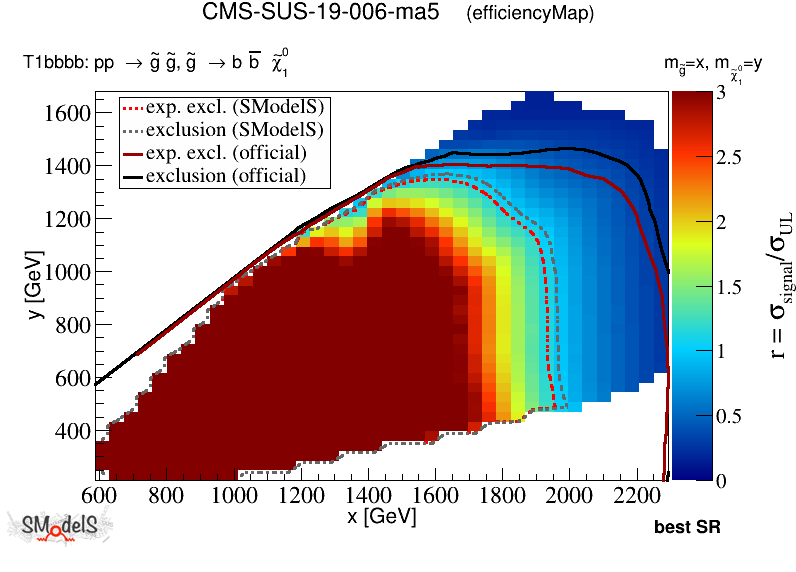 CMS-SUS-19-006-ma5 (efficiencyMap)
T1bbbb: pp → g̃ g̃, g̃ → b b̅ χ̃₁⁰
m_g̃=x, m_χ̃₁⁰=y
exp. excl. (SModelS)
exclusion (SModelS)
exp. excl. (official)
exclusion (official)
1600
1400
1200
1000
800
600
400
y [GeV]
600 800 1000 1200 1400 1600 1800 2000 2200
x [GeV]
3
2.5
2
1.5
1
0.5
0
r = σ_signal/σ_UL
SModelS
best SR